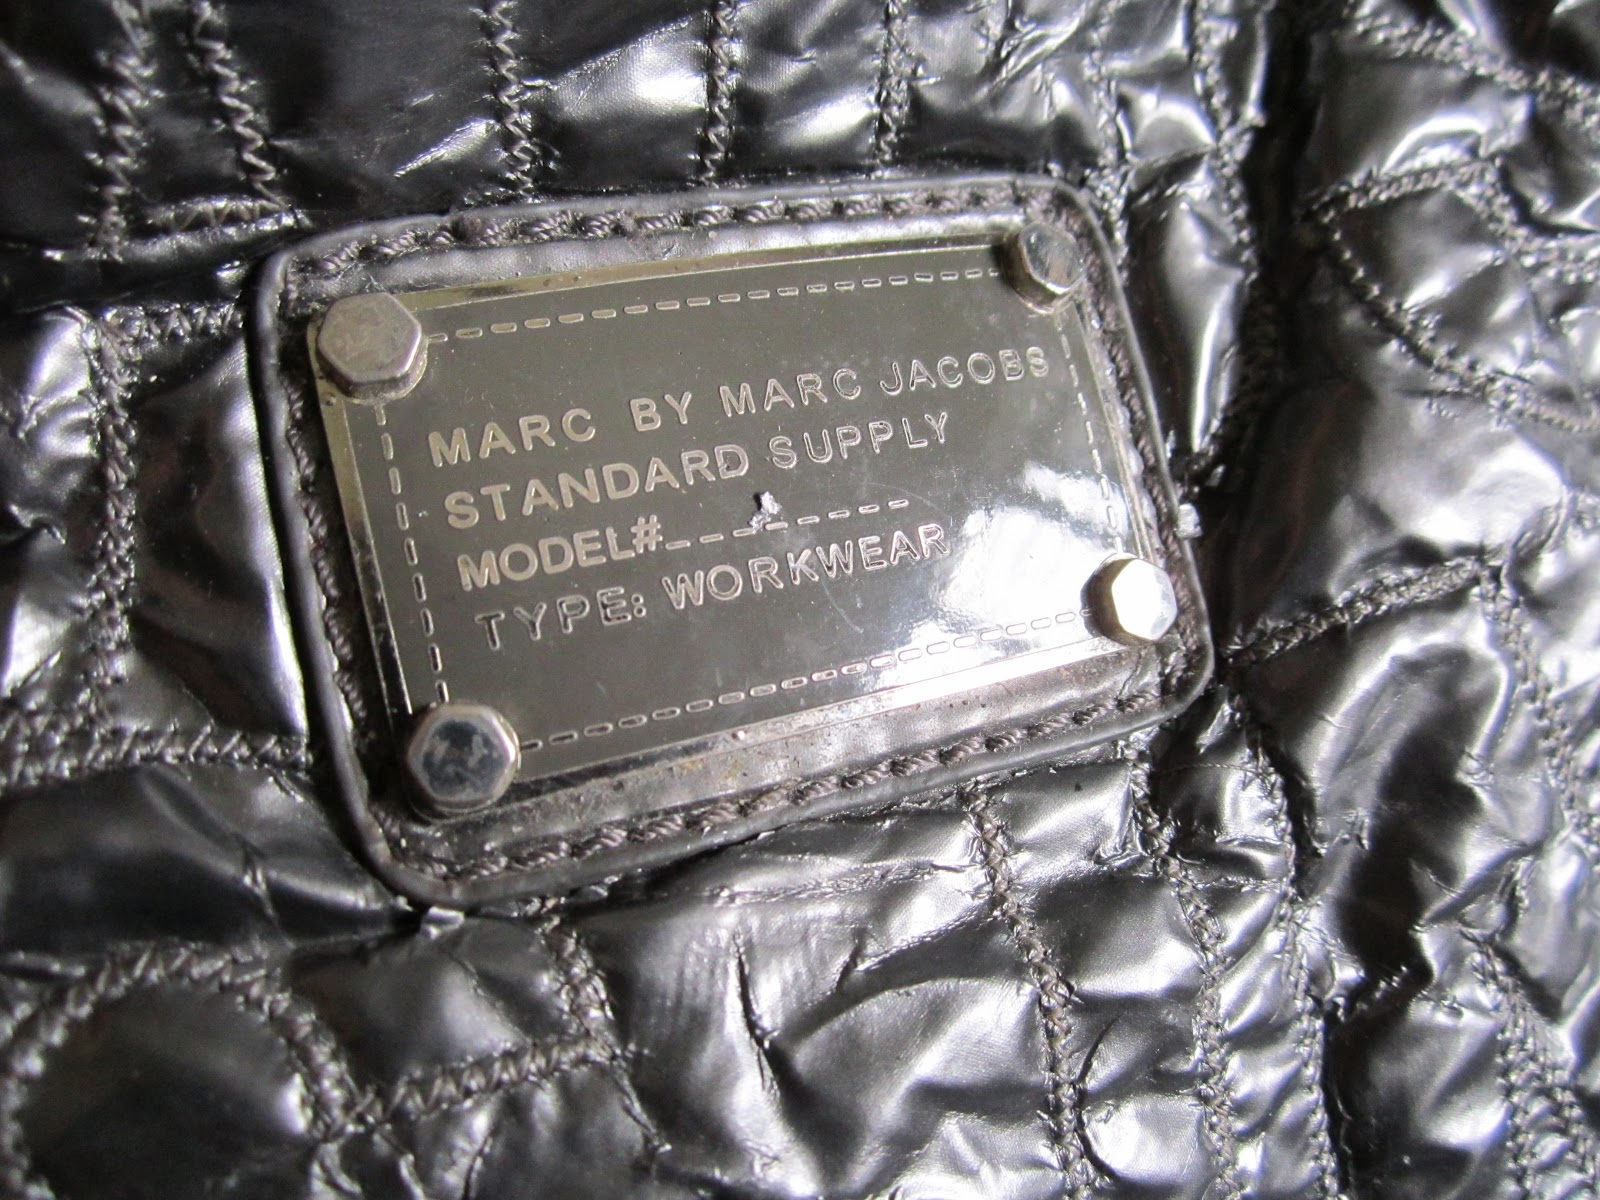 MARC BY MARC JACOBS
STANDARD SUPPLY
MODEL#_ _ _ _ _ _ _ _
TYPE: WORKWEAR